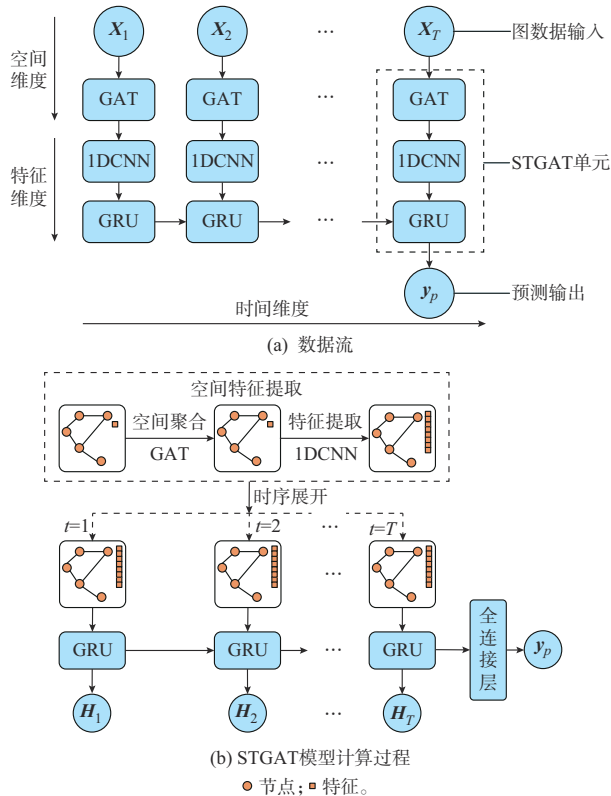 X₁ X₂ ··· X_T 图数据输入
空间
维度
GAT GAT ··· GAT
1DCNN 1DCNN ··· 1DCNN STGAT单元
特征
维度
GRU GRU ··· GRU
y_p 预测输出
时间维度
(a) 数据流
空间特征提取
空间聚合 特征提取
GAT 1DCNN
时序展开
t=1 t=2 ··· t=T
···
GRU GRU ··· GRU 全连接层 y_p
H₁ H₂ ··· H_T
(b) STGAT模型计算过程
节点; 特征。